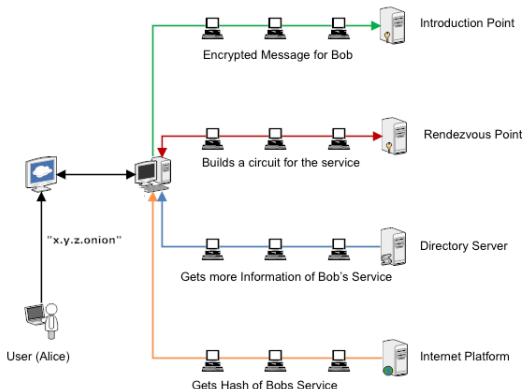 Introduction Point
Encrypted Message for Bob
Rendezvous Point
Builds a circuit for the service
"x.y.z.onion"
Directory Server
Gets more Information of Bob's Service
User (Alice)
Internet Platform
Gets Hash of Bobs Service